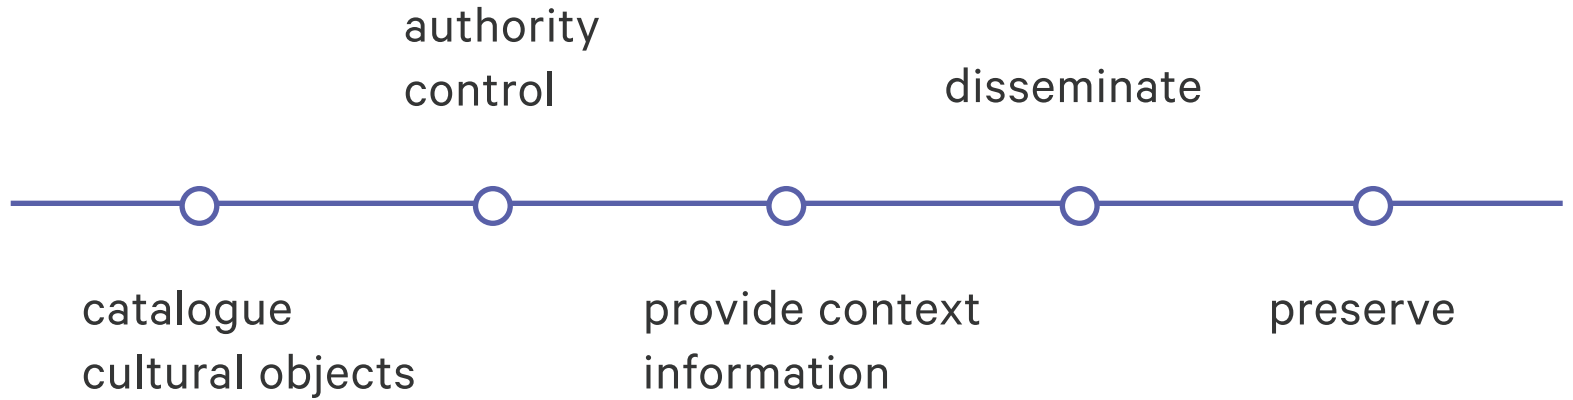 authority
control
disseminate
catalogue
cultural objects
provide context
information
preserve